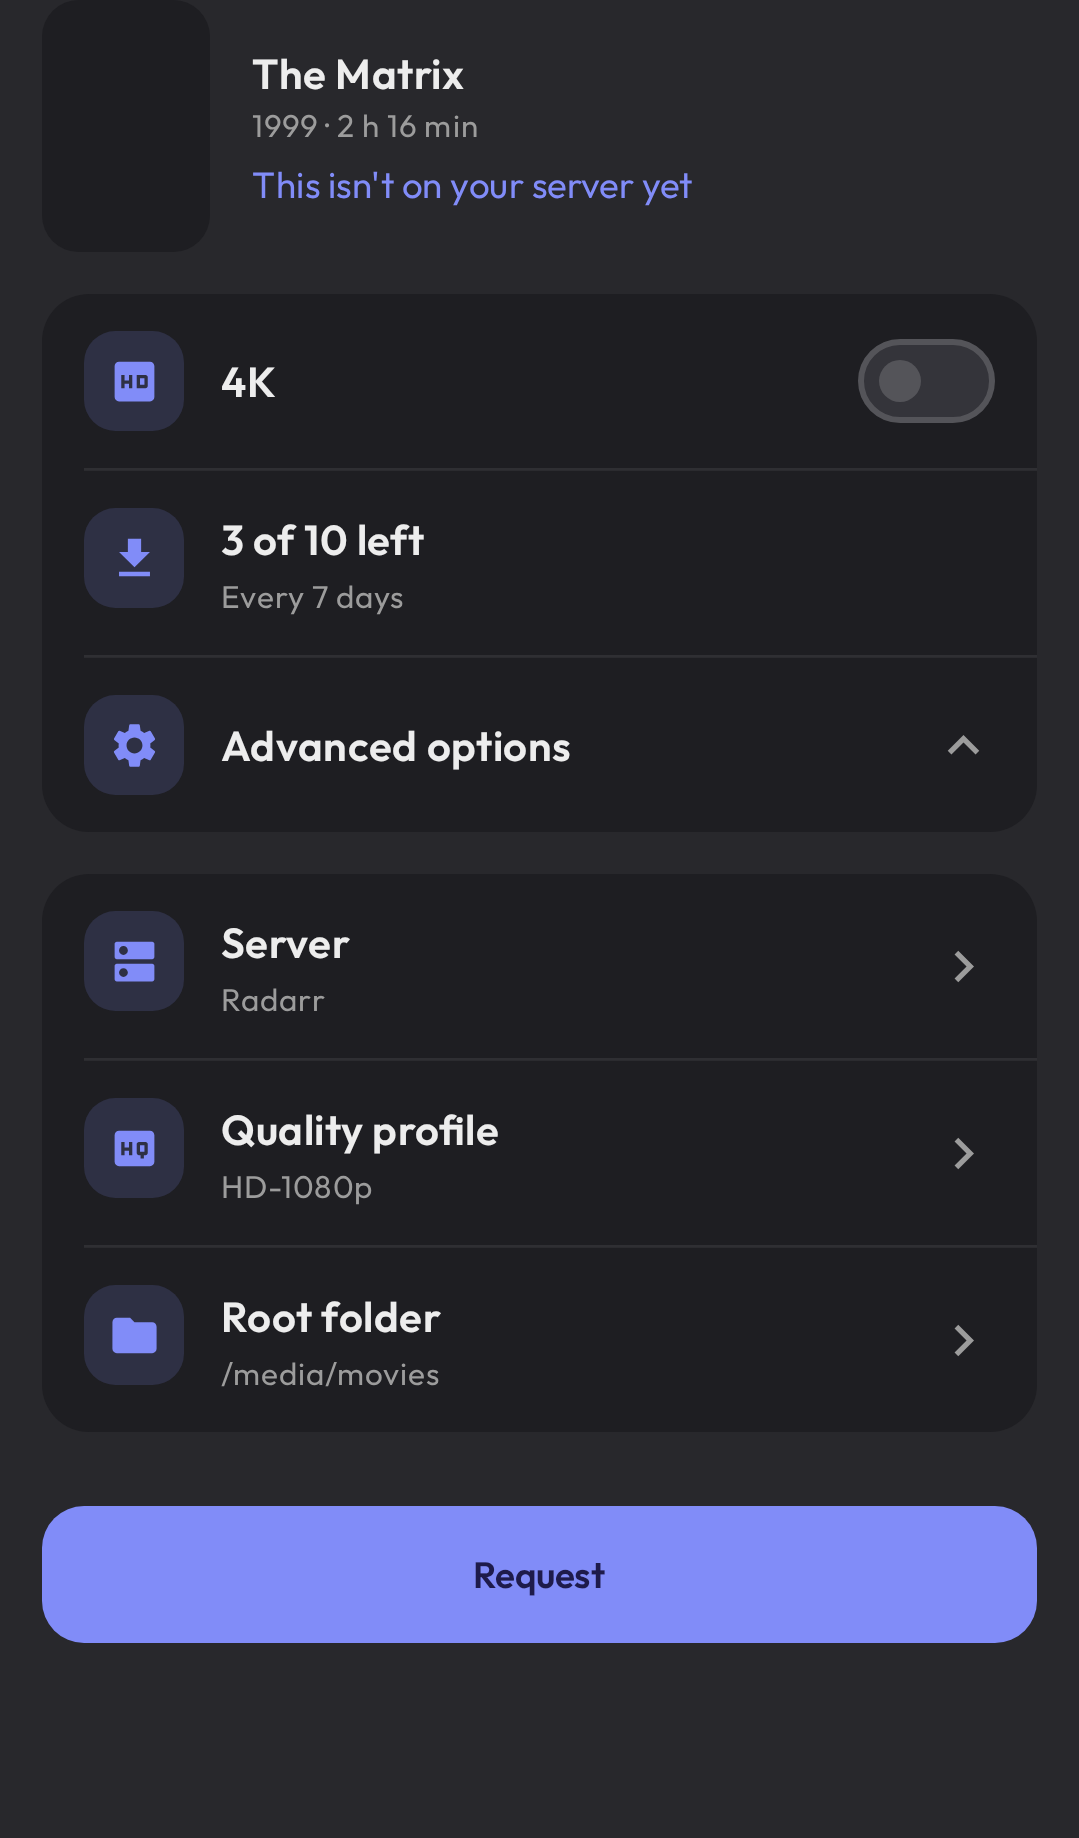 The Matrix
1999 · 2 h 16 min
This isn't on your server yet
HD
4K
3 of 10 left
Every 7 days
Advanced options
Server
Radarr
HQ
Quality profile
HD-1080p
Root folder
/media/movies
Request